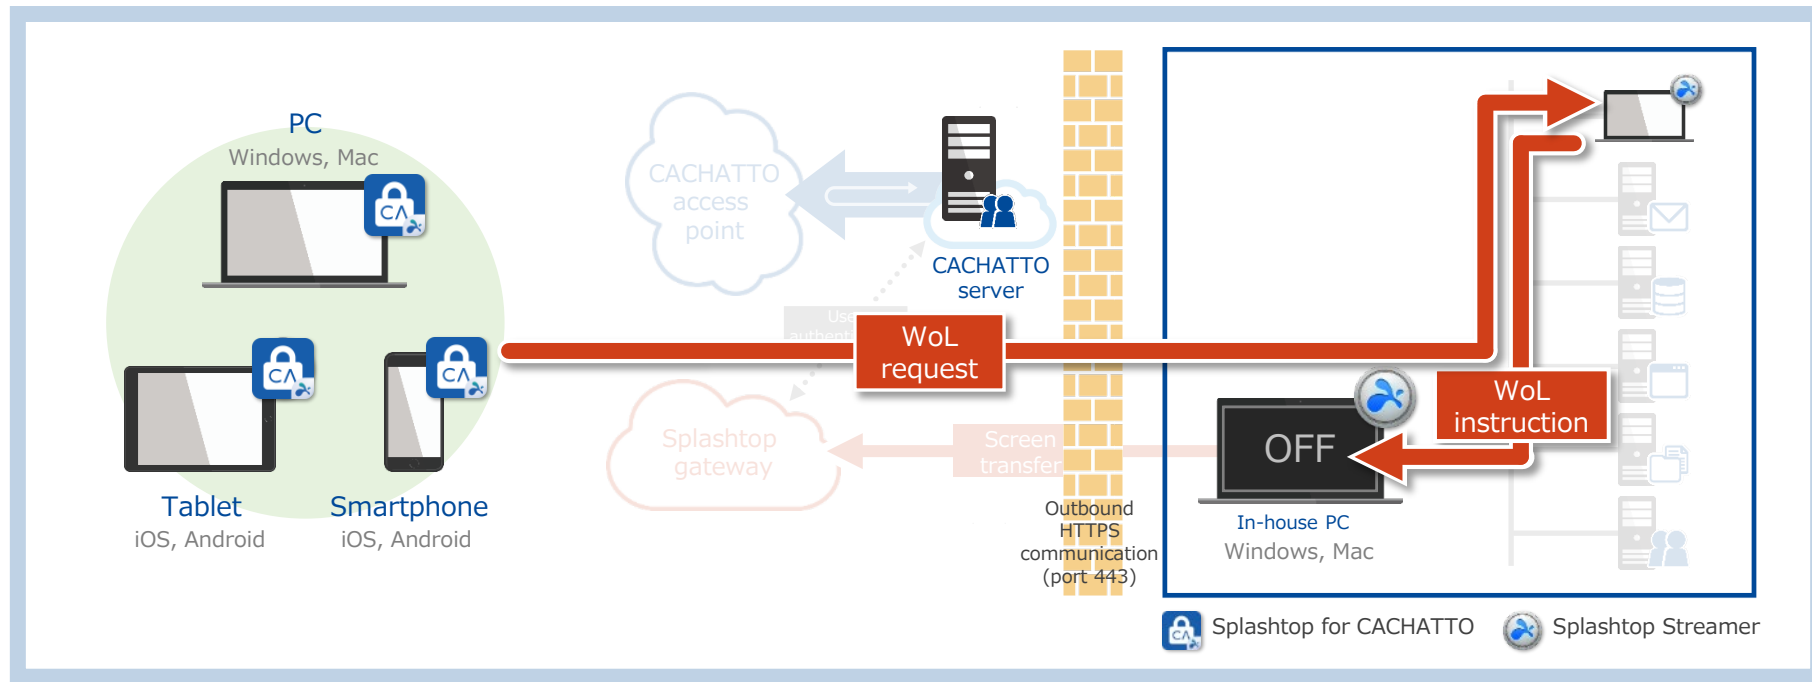 PC
Windows, Mac
Tablet
iOS, Android
Smartphone
iOS, Android
CACHATTO
access
point
CACHATTO
server
WoL
request
Splashtop
gateway
Screen
transfer
Outbound
HTTPS
communication
(port 443)
OFF
In-house PC
Windows, Mac
WoL
instruction
Splashtop for CACHATTO
Splashtop Streamer